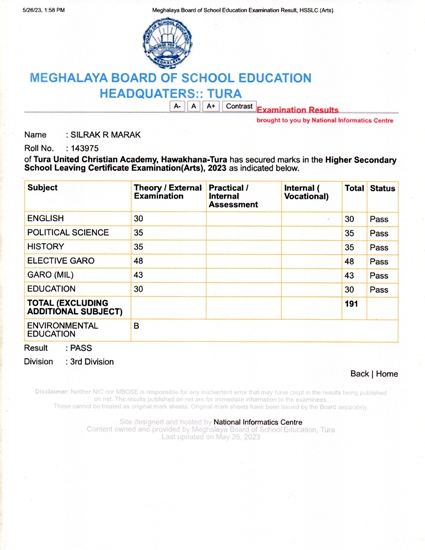 5/26/23, 1:58 PM Meghalaya Board of School Education Examination Result, HSSLC (Arts)
MEGHALAYA BOARD OF SCHOOL EDUCATION
HEADQUATERS:: TURA
A- A A+ Contrast Examination Results
brought to you by National Informatics Centre
Name : SILRAK R MARAK
Roll No. : 143975
of Tura United Christian Academy, Hawakhana-Tura has secured marks in the Higher Secondary
School Leaving Certificate Examination(Arts), 2023 as indicated below.
Subject Theory / External Practical / Internal ( Total Status
Examination Internal Vocational)
Assessment
ENGLISH 30 30 Pass
POLITICAL SCIENCE 35 35 Pass
HISTORY 35 35 Pass
ELECTIVE GARO 48 48 Pass
GARO (MIL) 43 43 Pass
EDUCATION 30 30 Pass
TOTAL (EXCLUDING 191
ADDITIONAL SUBJECT)
ENVIRONMENTAL B
EDUCATION
Result : PASS
Division : 3rd Division
Back | Home
Disclaimer: Neither NIC nor MBOSE is responsible for any inadvertent error that may have crept in the results being published
on net. The results published on net are for immediate information to the examinees.
These cannot be treated as original mark sheets. Original mark sheets have been issued by the Board separately.
Site designed and hosted by National Informatics Centre
Content owned and provided by Meghalaya Board of School Education, Tura
Last updated on May 26, 2023